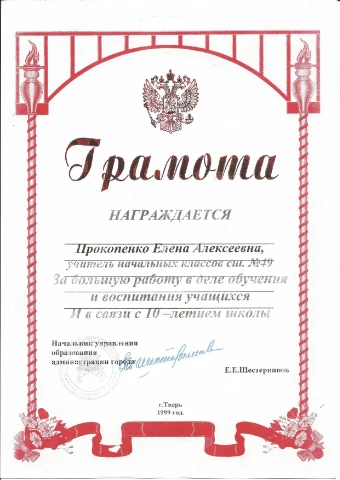 Грамота
НАГРАЖДАЕТСЯ
Прокопенко Елена Алексеевна,
учитель начальных классов сш. №49
За большую работу в деле обучения
и воспитания учащихся
И в связи с 10 –летием школы
Начальник управления
образования
администрации города
Е.Е.Шестериников
г.Тверь
1999 год.